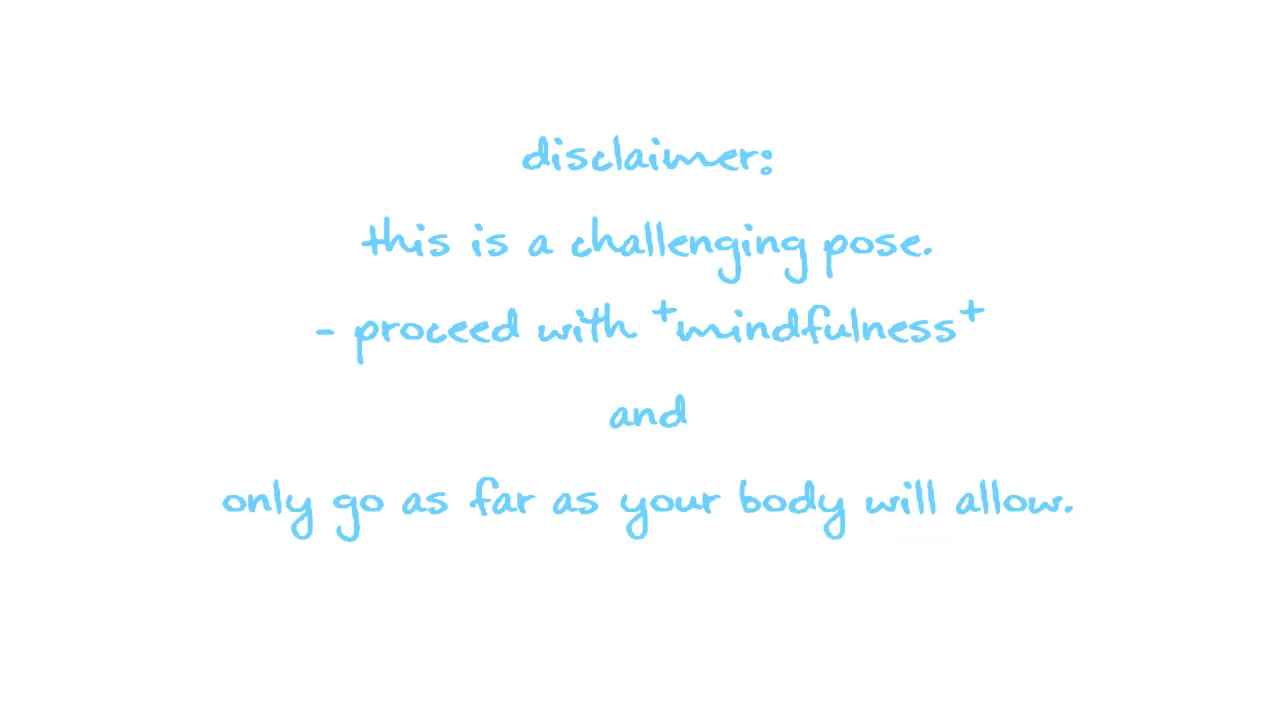 disclaimer:
this is a challenging pose.
- proceed with +mindfulness+
and
only go as far as your body will allow.